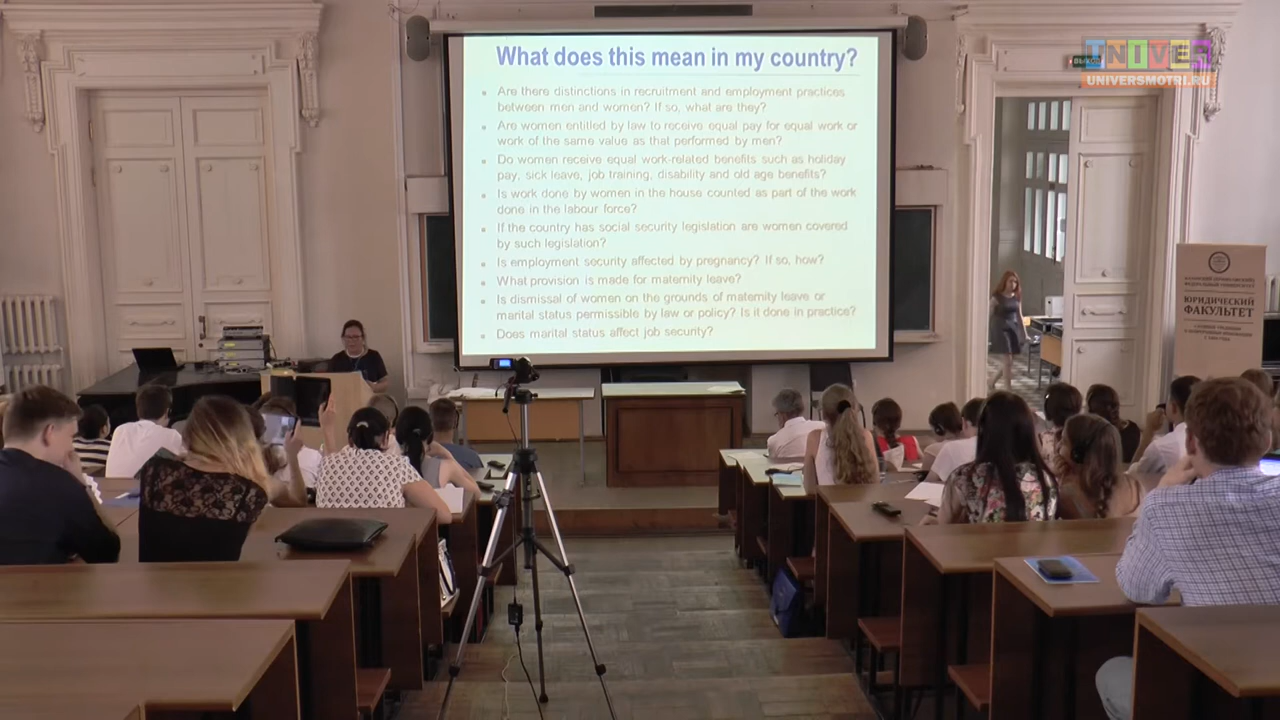 What does this mean in my country?
Are there distinctions in recruitment and employment practices
between men and women? If so, what are they?
Are women entitled by law to receive equal pay for equal work or
work of the same value as that performed by men?
Do women receive equal work-related benefits such as holiday
pay, sick leave, job training, disability and old age benefits?
Is work done by women in the house counted as part of the work
done in the labour force?
If the country has social security legislation are women covered
by such legislation?
Is employment security affected by pregnancy? If so, how?
What provision is made for maternity leave?
Is dismissal of women on the grounds of maternity leave or
marital status permissible by law or policy? Is it done in practice?
Does marital status affect job security?
UNIVER
UNIVERSMOTRI.RU
ВЫХОД
ЮРИДИЧЕСКИЙ
ФАКУЛЬТЕТ